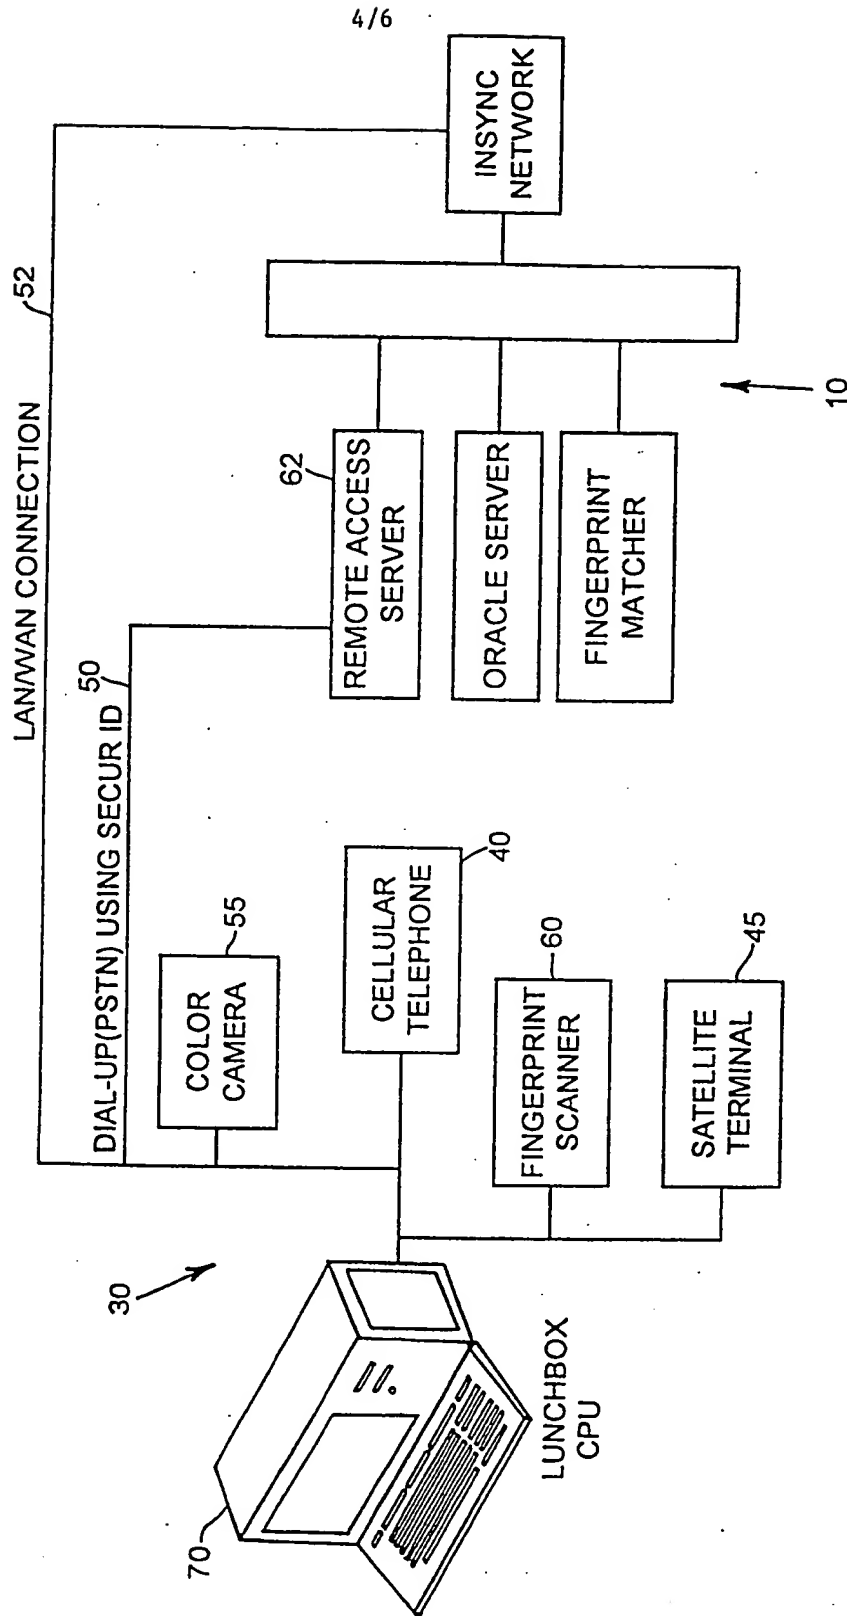 4/6
LAN/WAN CONNECTION
52
DIAL-UP(PSTN) USING SECUR ID
50
COLOR
CAMERA
55
CELLULAR
TELEPHONE
40
FINGERPRINT
SCANNER
60
SATELLITE
TERMINAL
45
30
70
LUNCHBOX
CPU
REMOTE ACCESS
SERVER
62
ORACLE SERVER
FINGERPRINT
MATCHER
INSYNC
NETWORK
10